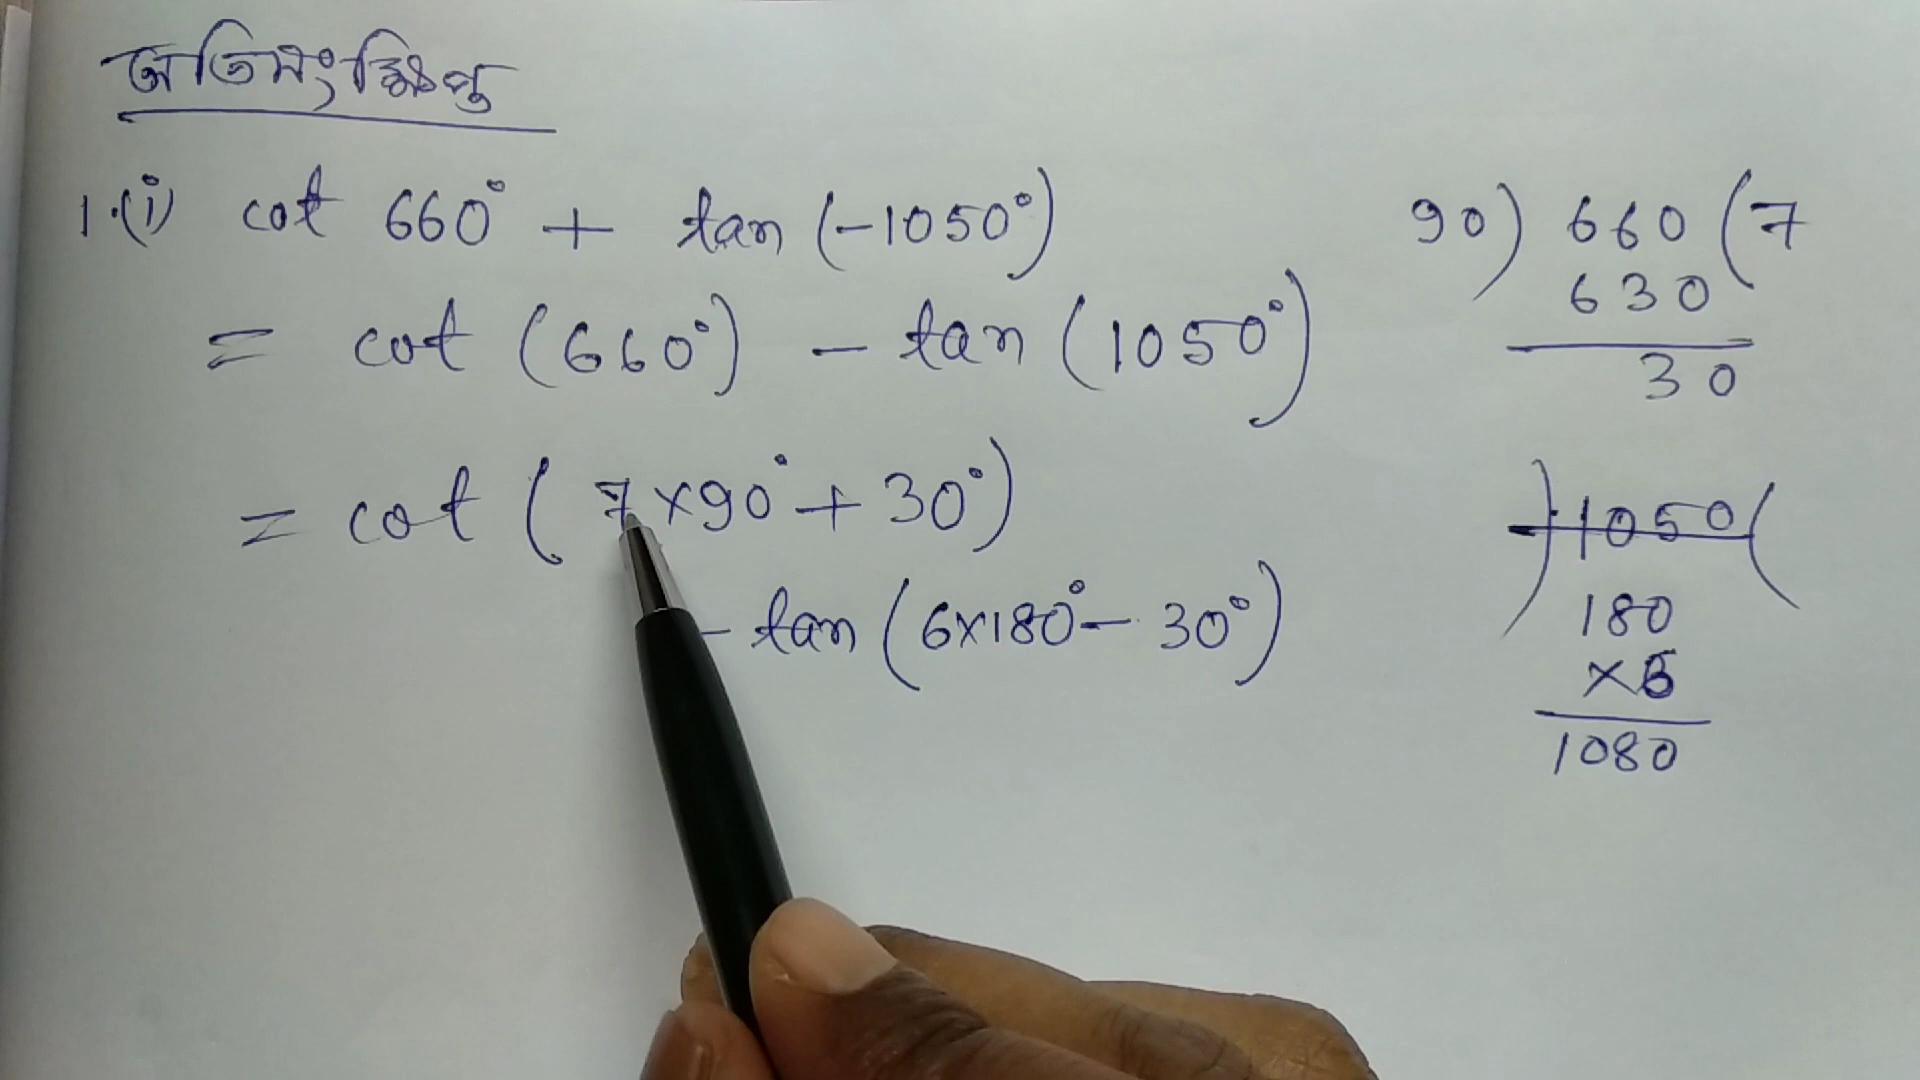 অতিসংক্ষিপ্ত
1.(i) cot 660° + tan (-1050°)
= cot (660°) - tan (1050°)
= cot (7×90° + 30°)
- tan (6×180° - 30°)
90) 660 (7
630
30
) 1050 (
180
×6
1080